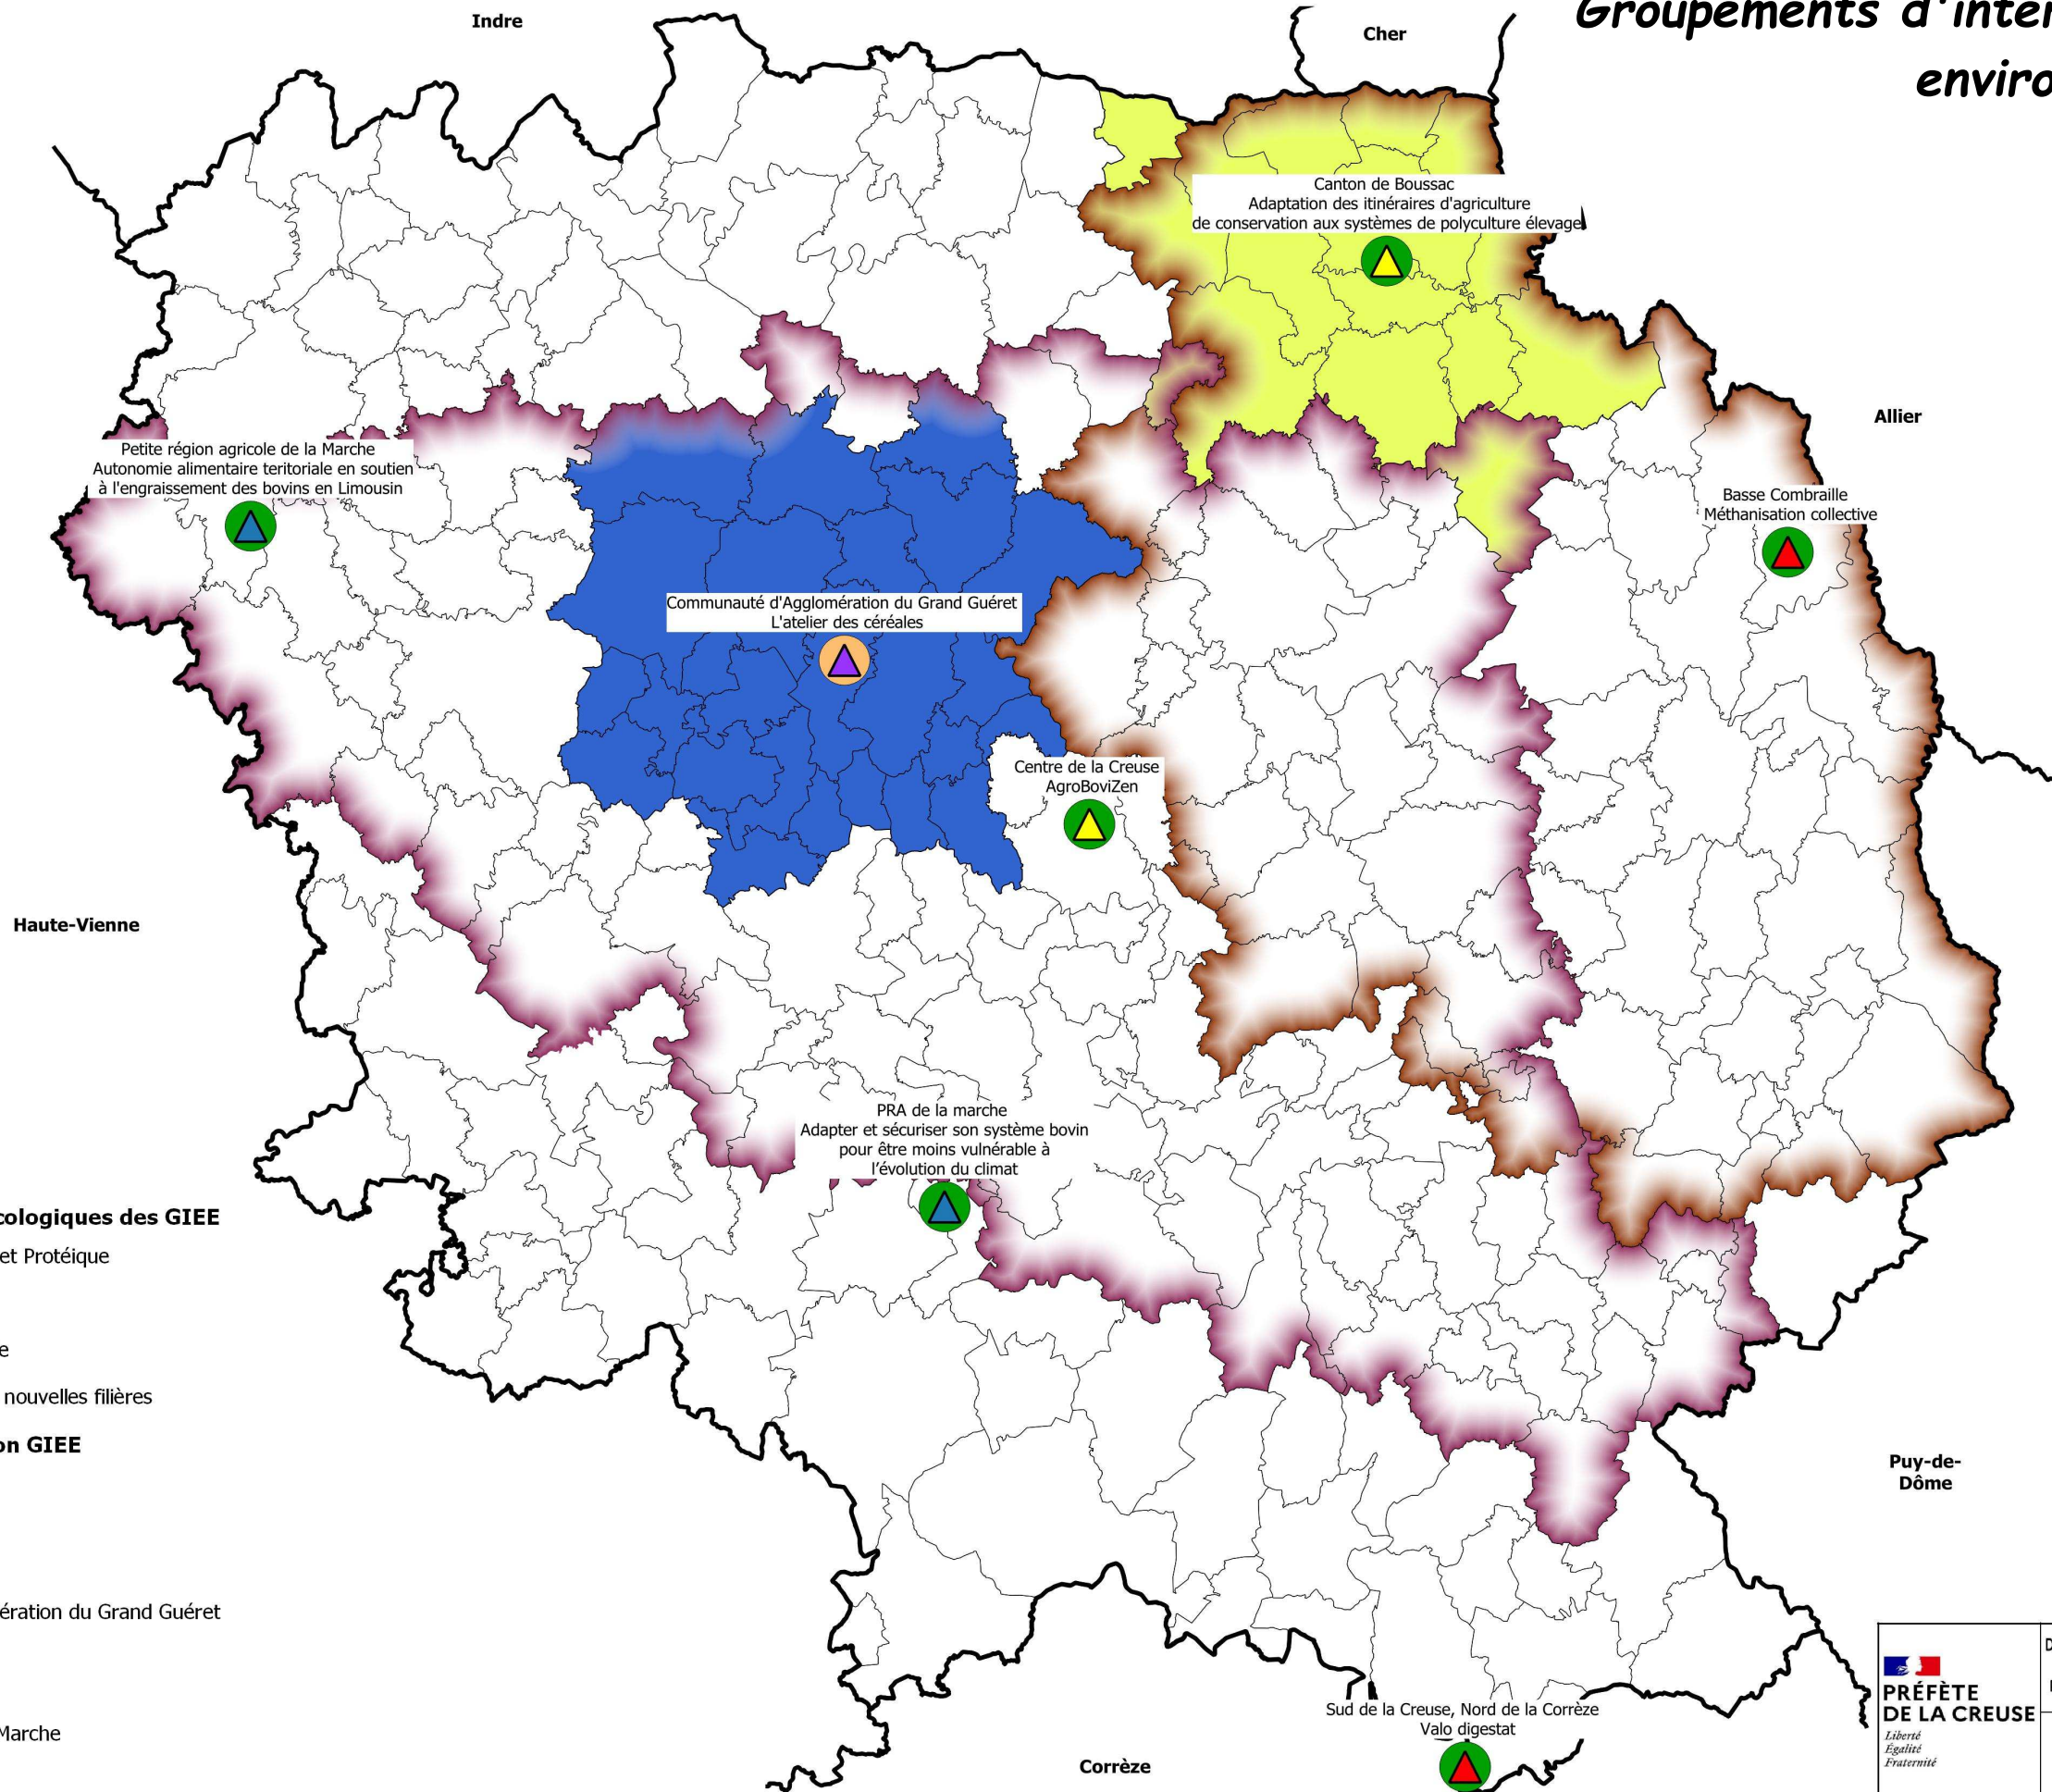 Indre
Cher
Groupements d'inter
enviro
Canton de Boussac
Adaptation des itinéraires d'agriculture
de conservation aux systèmes de polyculture élevage
Allier
Petite région agricole de la Marche
Autonomie alimentaire teritoriale en soutien
à l'engraissement des bovins en Limousin
Basse Combraille
Méthanisation collective
Communauté d'Agglomération du Grand Guéret
L'atelier des céréales
Centre de la Creuse
AgroBoviZen
Haute-Vienne
PRA de la marche
Adapter et sécuriser son système bovin
pour être moins vulnérable à
l'évolution du climat
cologiques des GIEE
et Protéique
e
nouvelles filières
on GIEE
Puy-de-
Dôme
ération du Grand Guéret
Marche
Sud de la Creuse, Nord de la Corrèze
Valo digestat
Corrèze
PRÉFÈTE
DE LA CREUSE
Liberté
Égalité
Fraternité
D